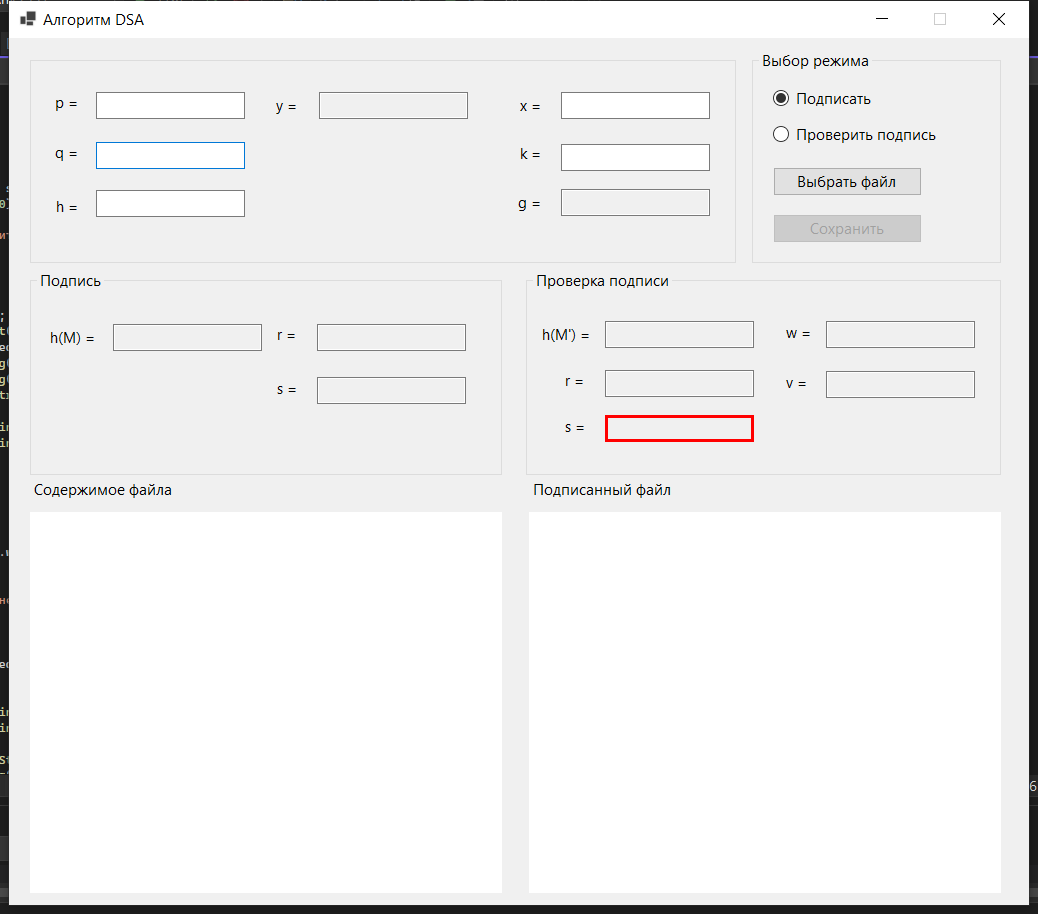 Алгоритм DSA
p =
y =
x =
q =
k =
h =
g =
Выбор режима
Подписать
Проверить подпись
Выбрать файл
Сохранить
Подпись
h(M) =
r =
s =
Проверка подписи
h(M') =
w =
r =
v =
s =
Содержимое файла
Подписанный файл